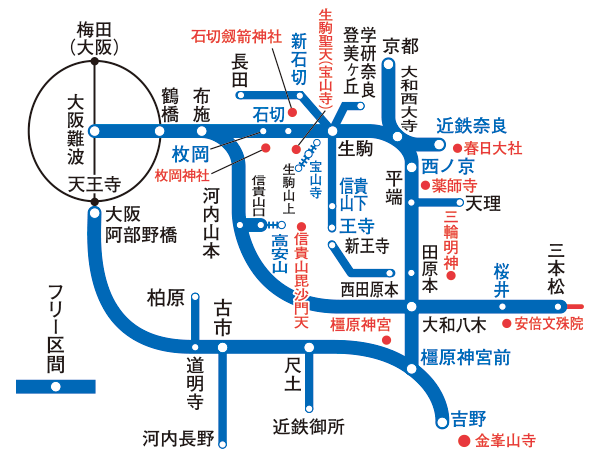 梅田
（大阪）
大阪難波
天王寺
大阪
阿部野橋
鶴橋
布施
石切劔箭神社
長田
新石切
生駒聖天（宝山寺）
学研奈良
登美ヶ丘
京都
大和西大寺
近鉄奈良
春日大社
石切
枚岡
枚岡神社
生駒
生駒山上
宝山寺
信貴
山下
王寺
新王寺
西田原本
平端
西ノ京
薬師寺
天理
三輪明神
田原本
河内山本
信貴山口
高安山
信貴山毘沙門天
桜井
三本松
安倍文殊院
大和八木
橿原神宮
橿原神宮前
吉野
金峯山寺
柏原
古市
道明寺
尺土
近鉄御所
河内長野
フリー区間